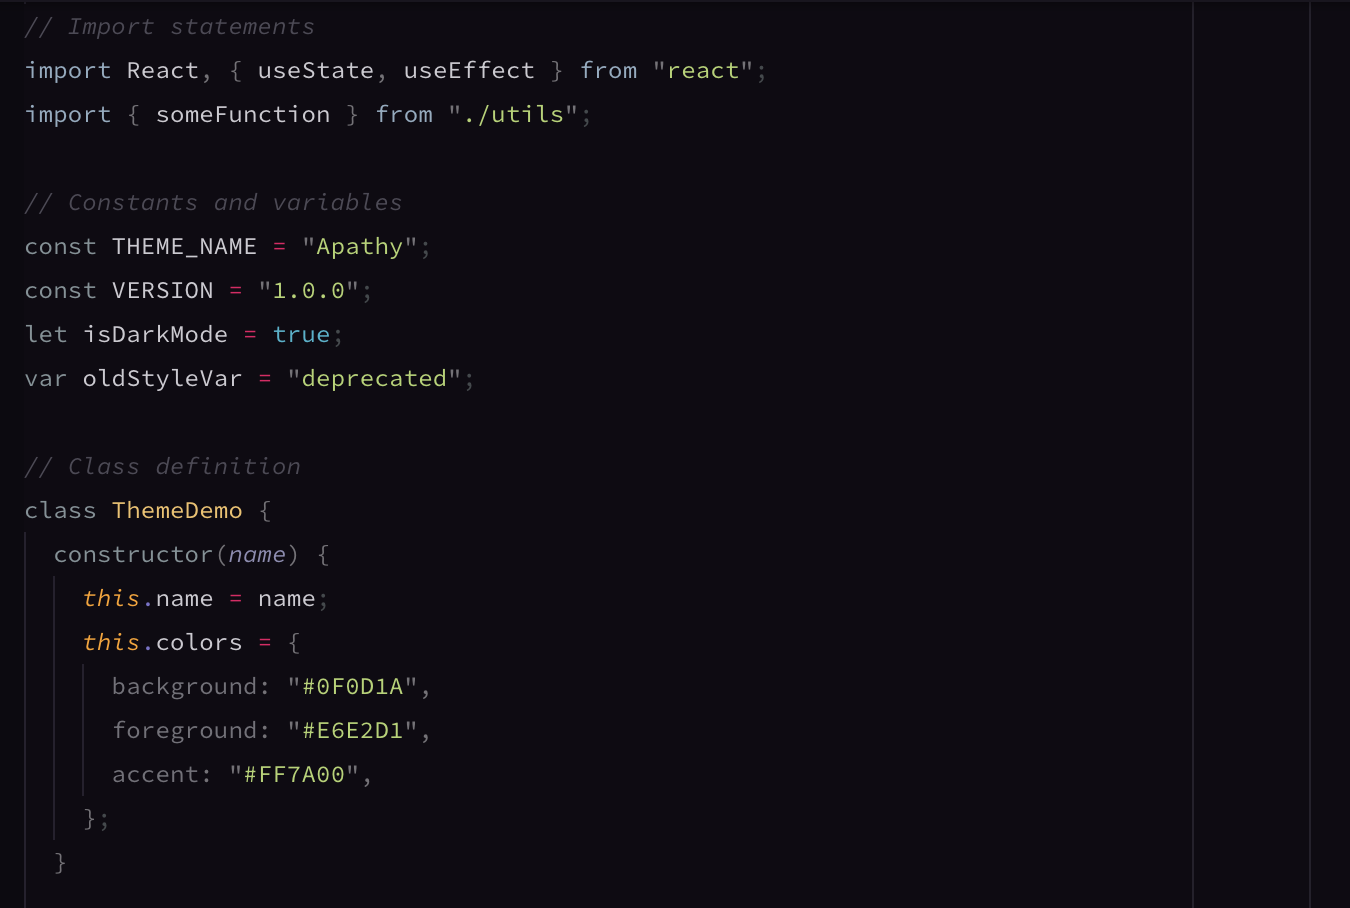 // Import statements
import React, { useState, useEffect } from "react";
import { someFunction } from "./utils";
// Constants and variables
const THEME_NAME = "Apathy";
const VERSION = "1.0.0";
let isDarkMode = true;
var oldStyleVar = "deprecated";
// Class definition
class ThemeDemo {
constructor(name) {
this.name = name;
this.colors = {
background: "#0F0D1A",
foreground: "#E6E2D1",
accent: "#FF7A00",
};
}